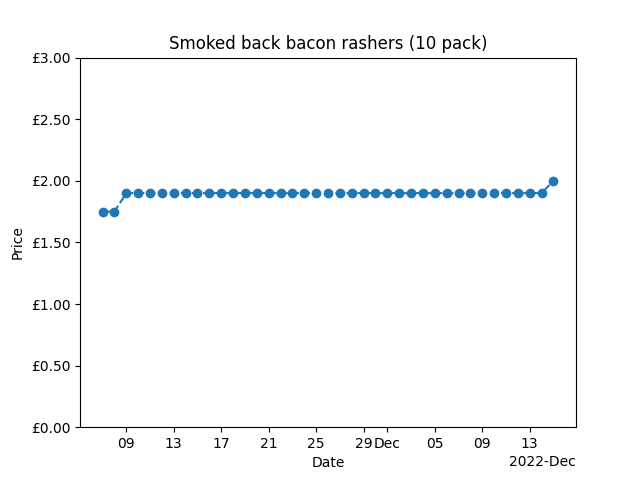 Smoked back bacon rashers (10 pack)
£3.00
£2.50
£2.00
£1.50
£1.00
£0.50
£0.00
Price
09 13 17 21 25 29 Dec 05 09 13
Date
2022-Dec